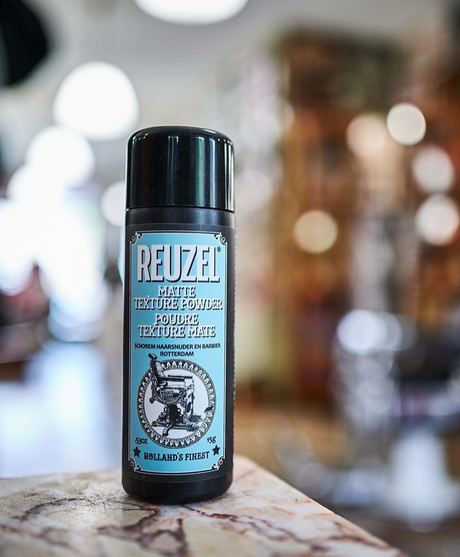 REUZEL®
MATTE
TEXTURE POWDER
POUDRE
TEXTURE MATE
SCHOREM HAARSNIJDER EN BARBIER
ROTTERDAM
.53oz 15g
HOLLAND'S FINEST